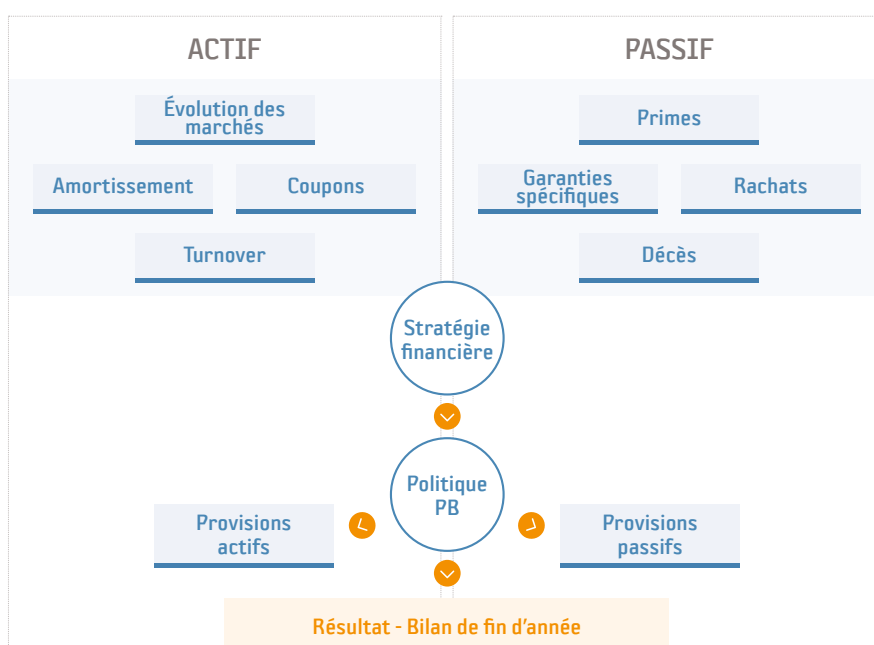 ACTIF
PASSIF
Évolution des
marchés
Primes
Amortissement
Coupons
Garanties
spécifiques
Rachats
Turnover
Décès
Stratégie
financière
Politique
PB
Provisions
actifs
Provisions
passifs
Résultat - Bilan de fin d’année